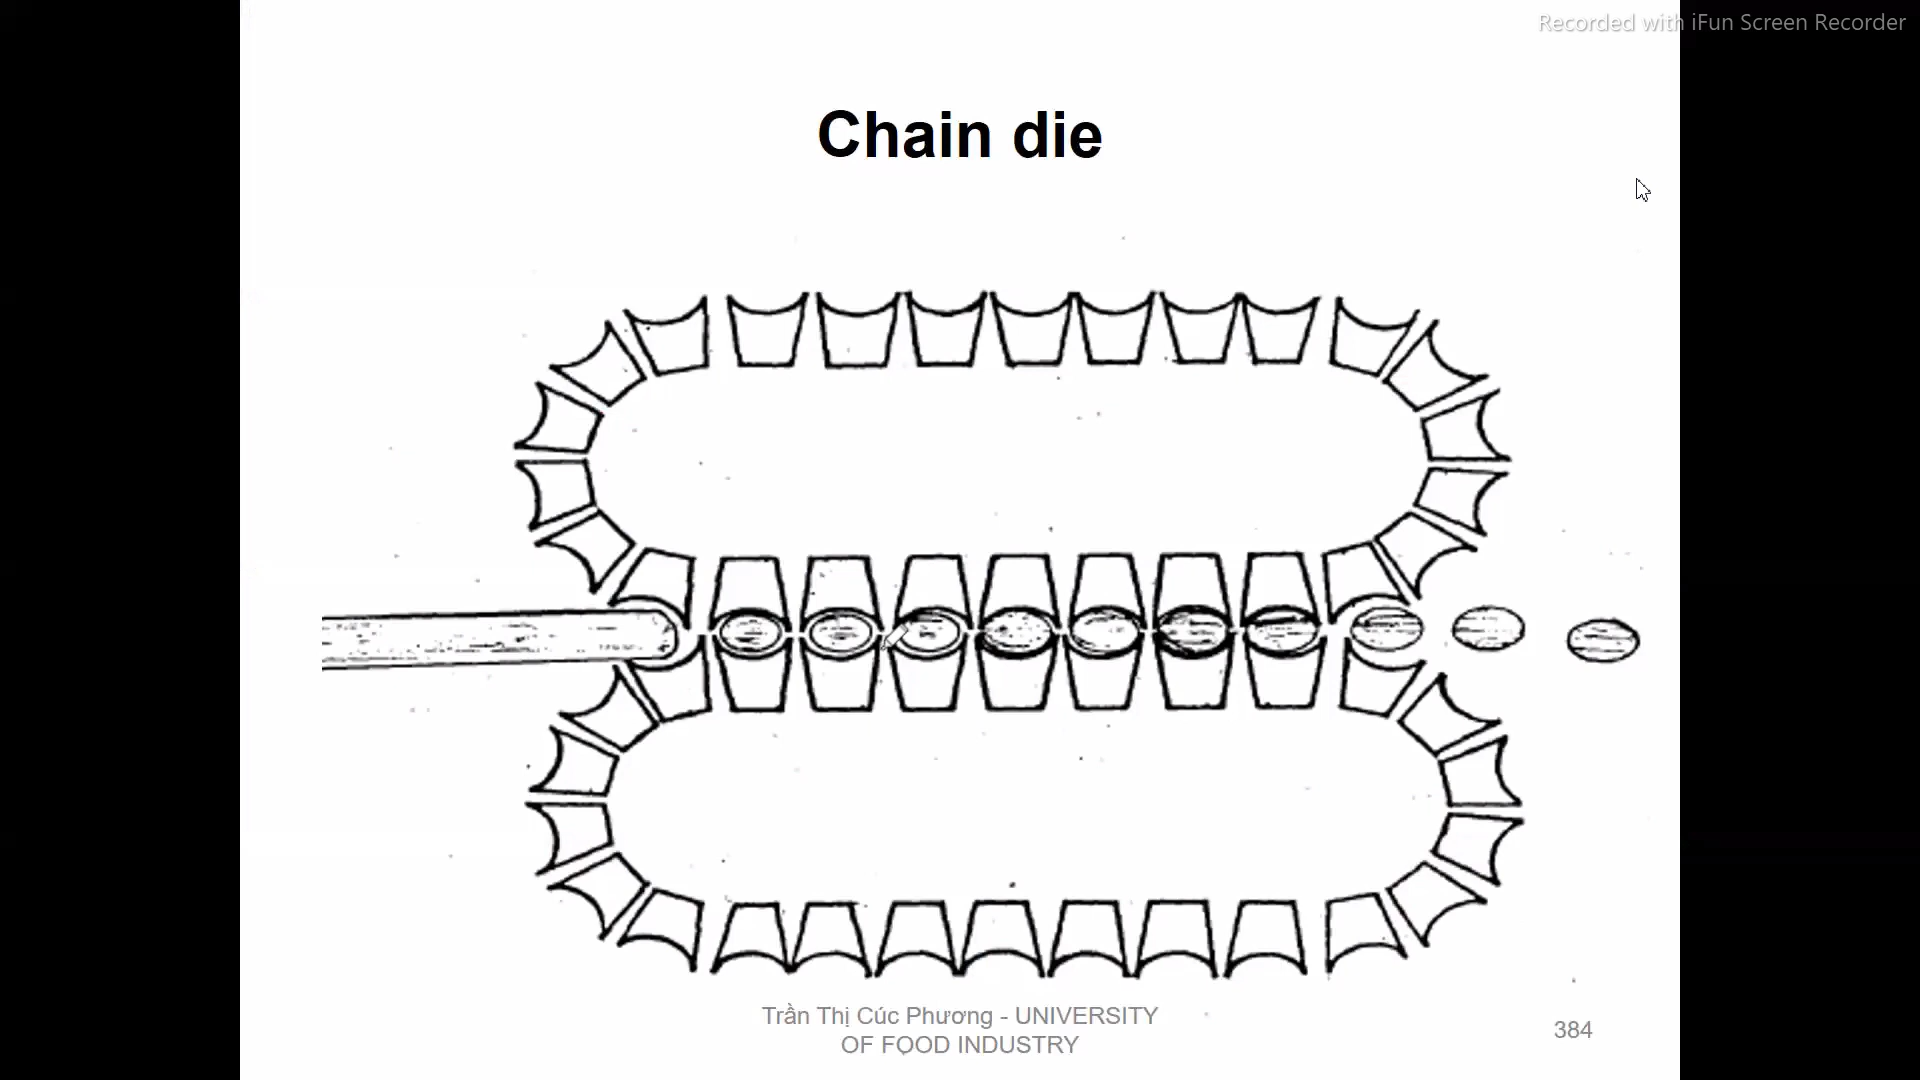 Recorded with iFun Screen Recorder
Chain die
Trần Thị Cúc Phương - UNIVERSITY
OF FOOD INDUSTRY
384